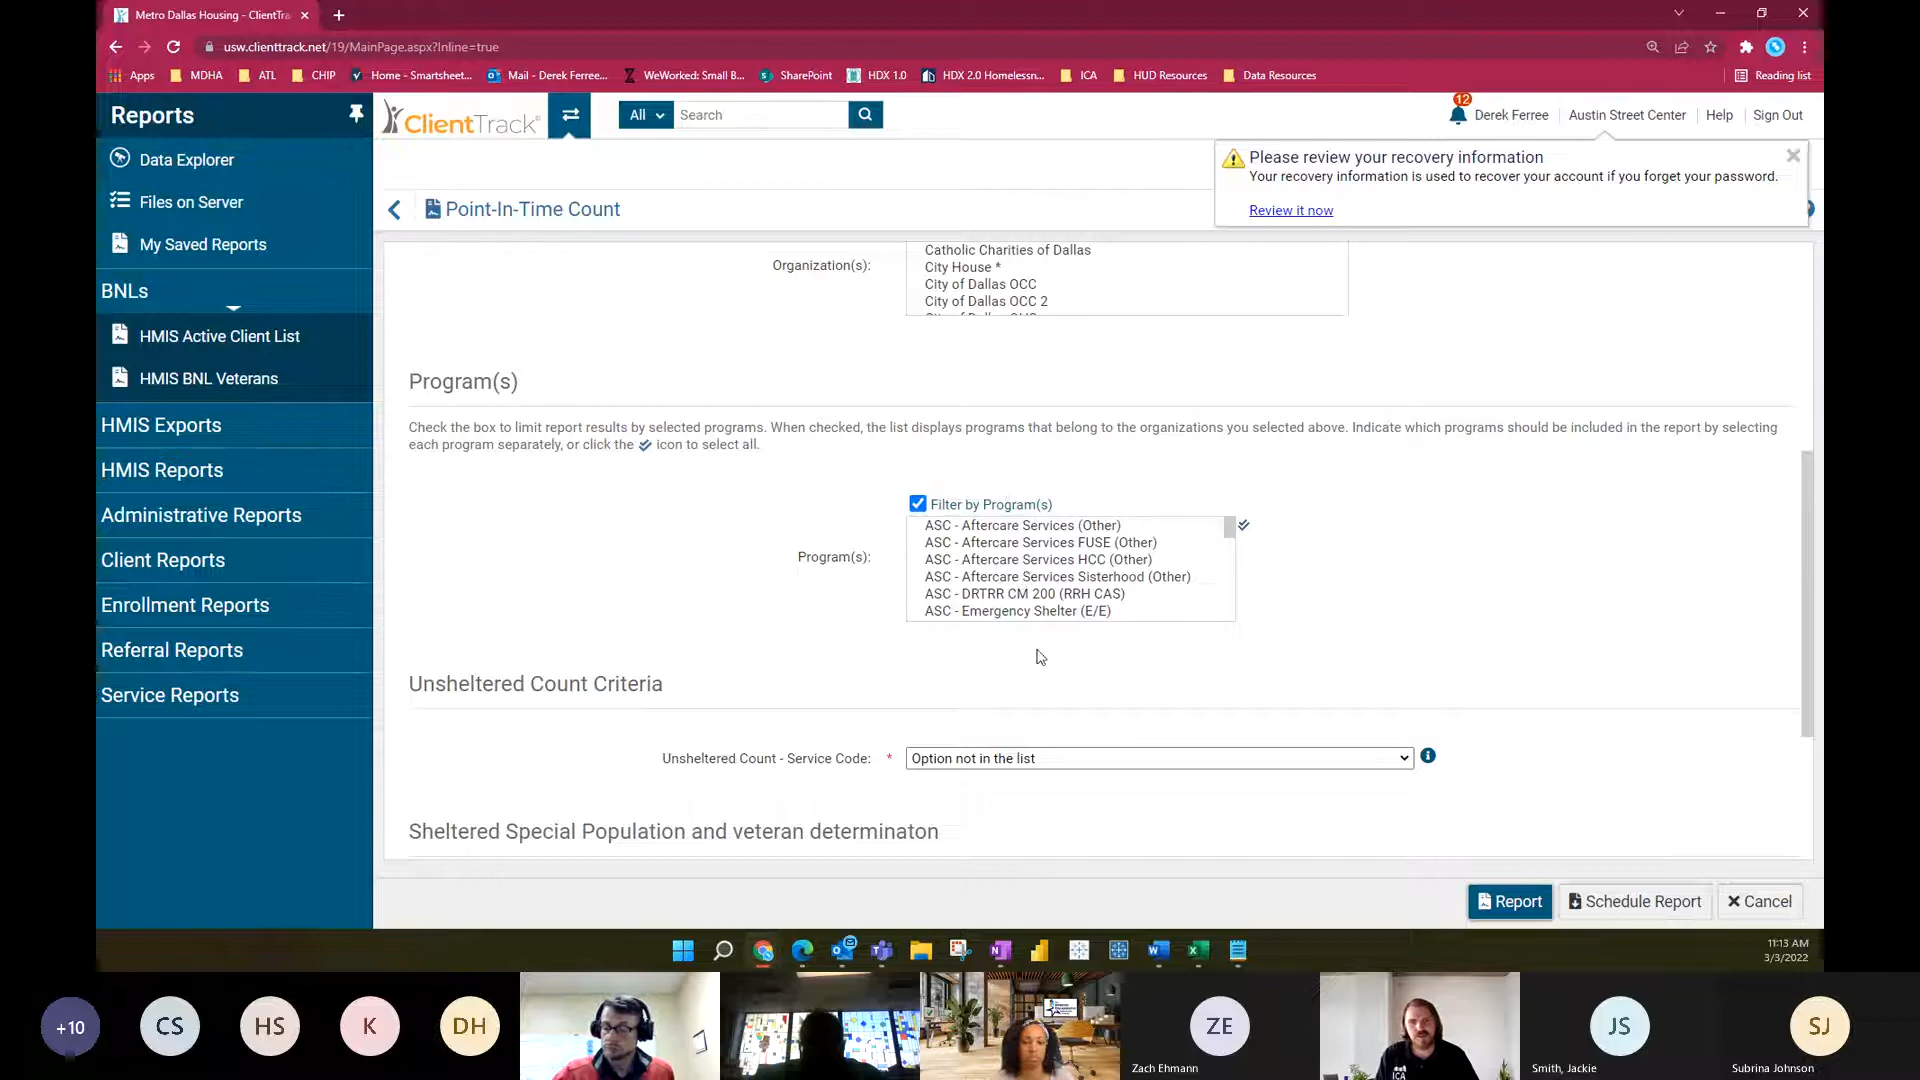 Metro Dallas Housing - ClientTra
usw.clienttrack.net/19/MainPage.aspx?Inline=true
Apps MDHA ATL CHIP Home - Smartsheet... Mail - Derek Ferree... WeWorked: Small B... SharePoint HDX 1.0 HDX 2.0 Homelessn... ICA HUD Resources Data Resources Reading list
Reports
Data Explorer
Files on Server
My Saved Reports
BNLs
HMIS Active Client List
HMIS BNL Veterans
HMIS Exports
HMIS Reports
Administrative Reports
Client Reports
Enrollment Reports
Referral Reports
Service Reports
ClientTrack
All Search
12
Derek Ferree Austin Street Center Help Sign Out
Please review your recovery information
Your recovery information is used to recover your account if you forget your password.
Review it now
Point-In-Time Count
Organization(s):
Catholic Charities of Dallas
City House *
City of Dallas OCC
City of Dallas OCC 2
Program(s)
Check the box to limit report results by selected programs. When checked, the list displays programs that belong to the organizations you selected above. Indicate which programs should be included in the report by selecting
each program separately, or click the icon to select all.
Filter by Program(s)
Program(s):
ASC - Aftercare Services (Other)
ASC - Aftercare Services FUSE (Other)
ASC - Aftercare Services HCC (Other)
ASC - Aftercare Services Sisterhood (Other)
ASC - DRTRR CM 200 (RRH CAS)
ASC - Emergency Shelter (E/E)
Unsheltered Count Criteria
Unsheltered Count - Service Code: * Option not in the list
Sheltered Special Population and veteran determinaton
Report Schedule Report Cancel
11:13 AM
3/3/2022
+10 CS HS K DH ZE JS SJ
Zach Ehmann
ICA
Smith, Jackie
Subrina Johnson